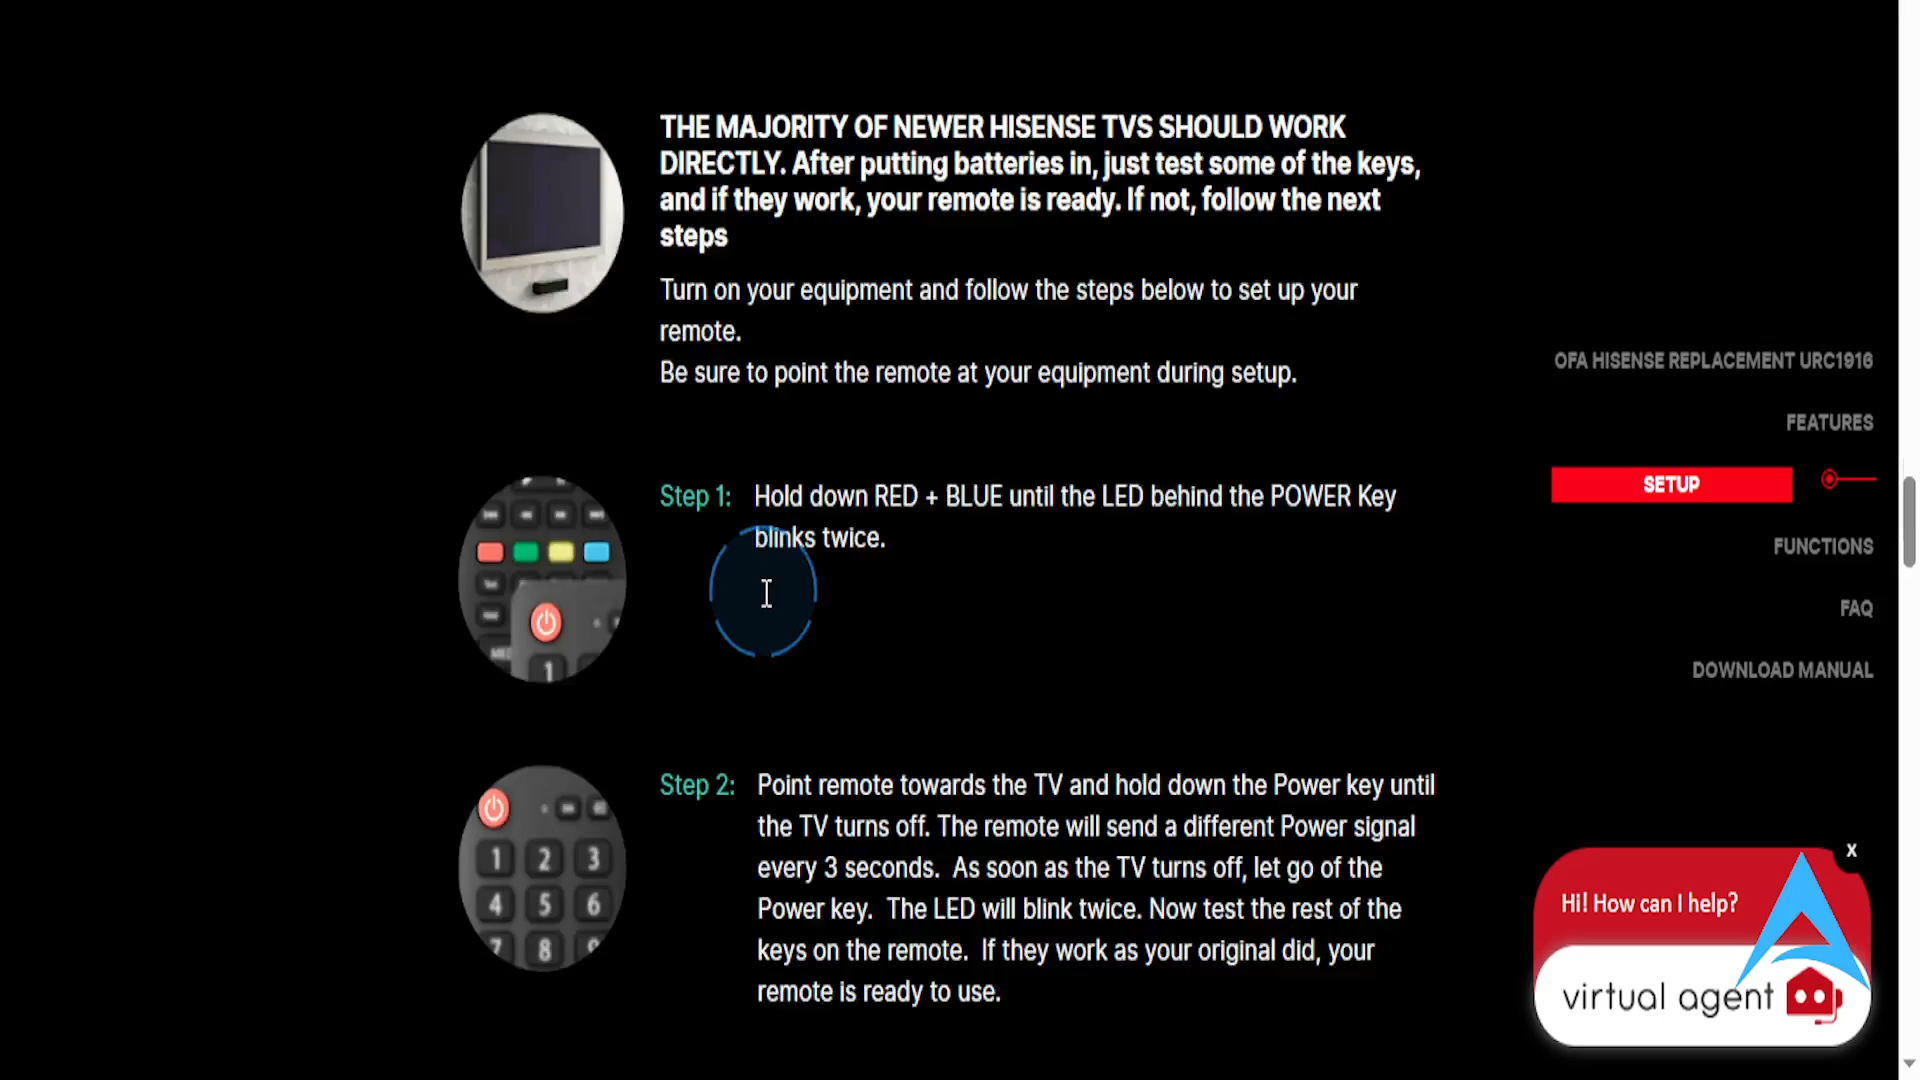 THE MAJORITY OF NEWER HISENSE TVS SHOULD WORK
DIRECTLY. After putting batteries in, just test some of the keys,
and if they work, your remote is ready. If not, follow the next
steps
Turn on your equipment and follow the steps below to set up your
remote.
Be sure to point the remote at your equipment during setup.
OFA HISENSE REPLACEMENT URC1916
FEATURES
SETUP
FUNCTIONS
FAQ
DOWNLOAD MANUAL
Step 1: Hold down RED + BLUE until the LED behind the POWER Key
blinks twice.
1
Step 2: Point remote towards the TV and hold down the Power key until
the TV turns off. The remote will send a different Power signal
every 3 seconds. As soon as the TV turns off, let go of the
Power key. The LED will blink twice. Now test the rest of the
keys on the remote. If they work as your original did, your
remote is ready to use.
1 2 3
4 5 6
7 8 9
x
Hi! How can I help?
virtual agent